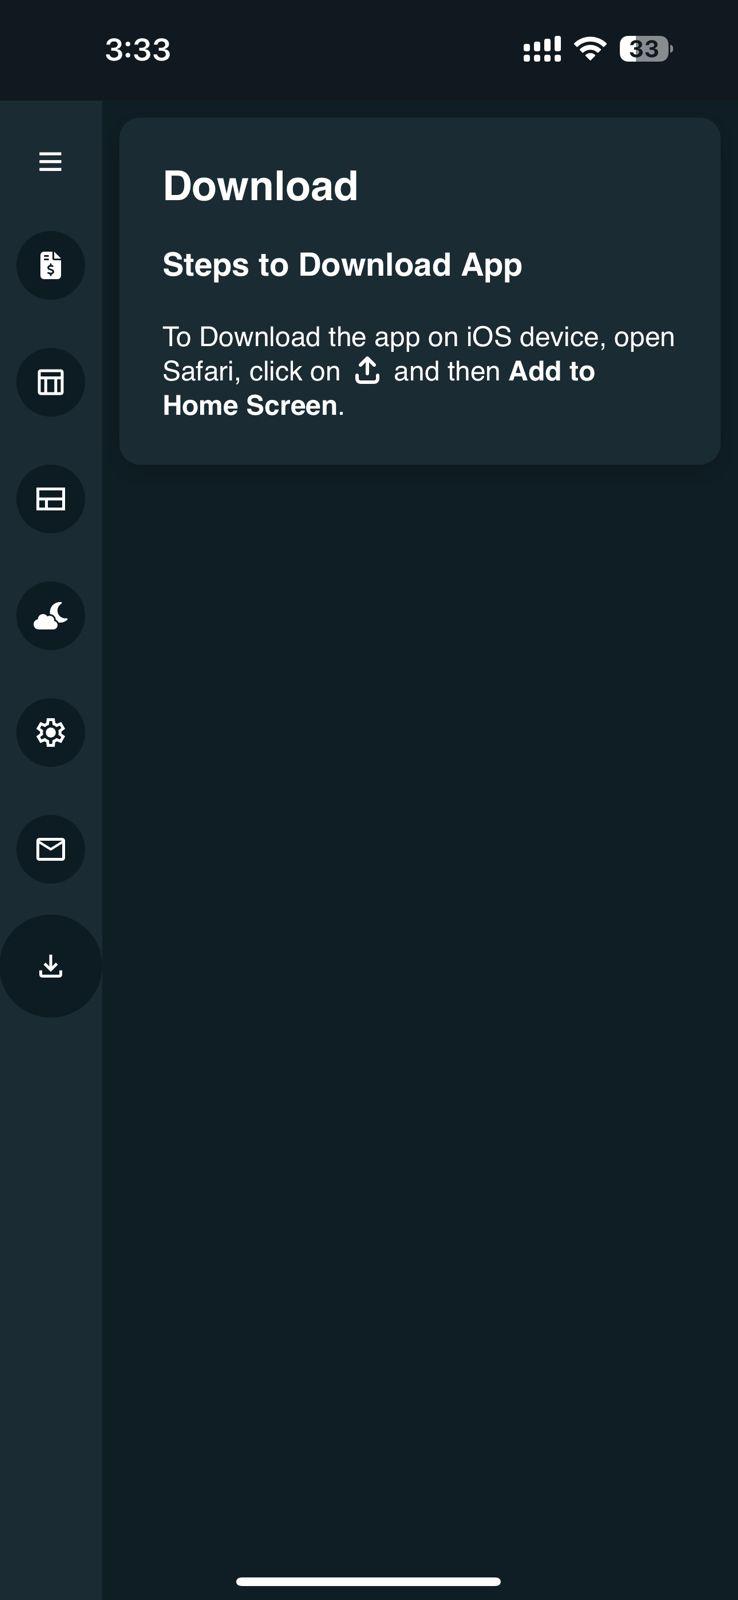 3:33
33
Download
Steps to Download App
To Download the app on iOS device, open
Safari, click on and then Add to
Home Screen.